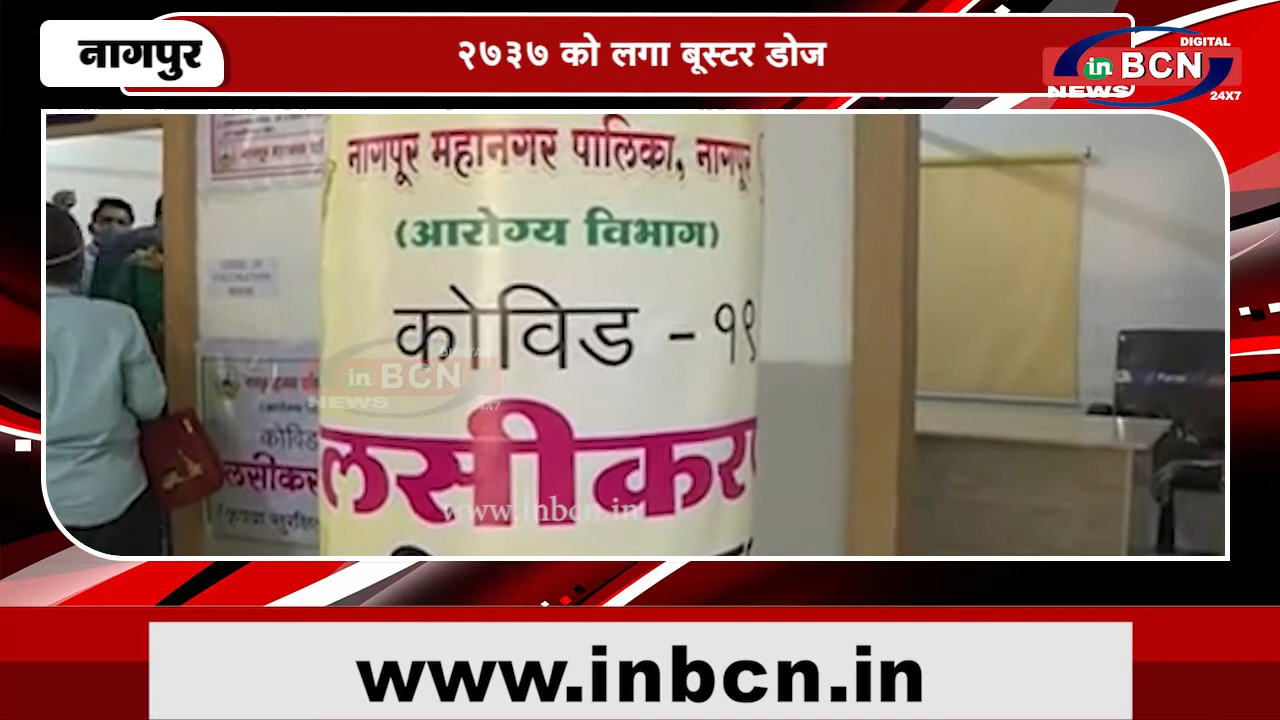 नागपुर
२७३७ को लगा बूस्टर डोज
DIGITAL
in BCN
NEWS
24X7
नागपूर महानगर पालिका, नागपूर
(आरोग्य विभाग)
कोविड - १९
लसीकर
in BCN
NEWS
www.inbcn.in
कोविड
लसीकर
www.inbcn.in